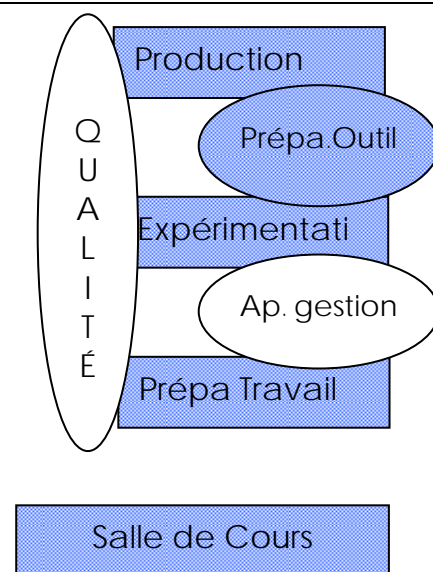 Production
Q
U
A
L
I
T
É
Prépa.Outil
Expérimentati
Ap. gestion
Prépa Travail
Salle de Cours